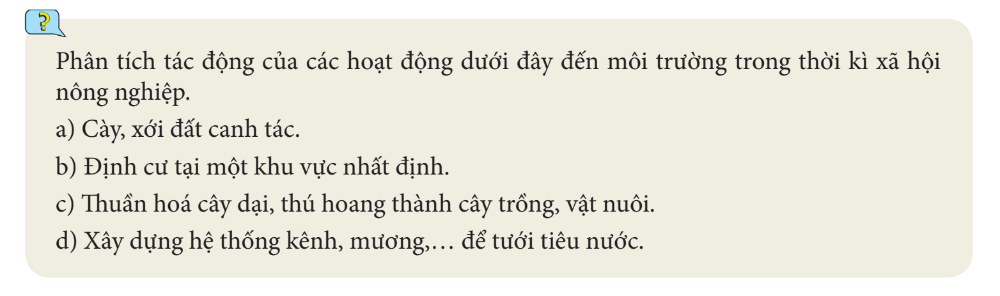 ?
Phân tích tác động của các hoạt động dưới đây đến môi trường trong thời kì xã hội
nông nghiệp.
a) Cày, xới đất canh tác.
b) Định cư tại một khu vực nhất định.
c) Thuần hoá cây dại, thú hoang thành cây trồng, vật nuôi.
d) Xây dựng hệ thống kênh, mương,… để tưới tiêu nước.